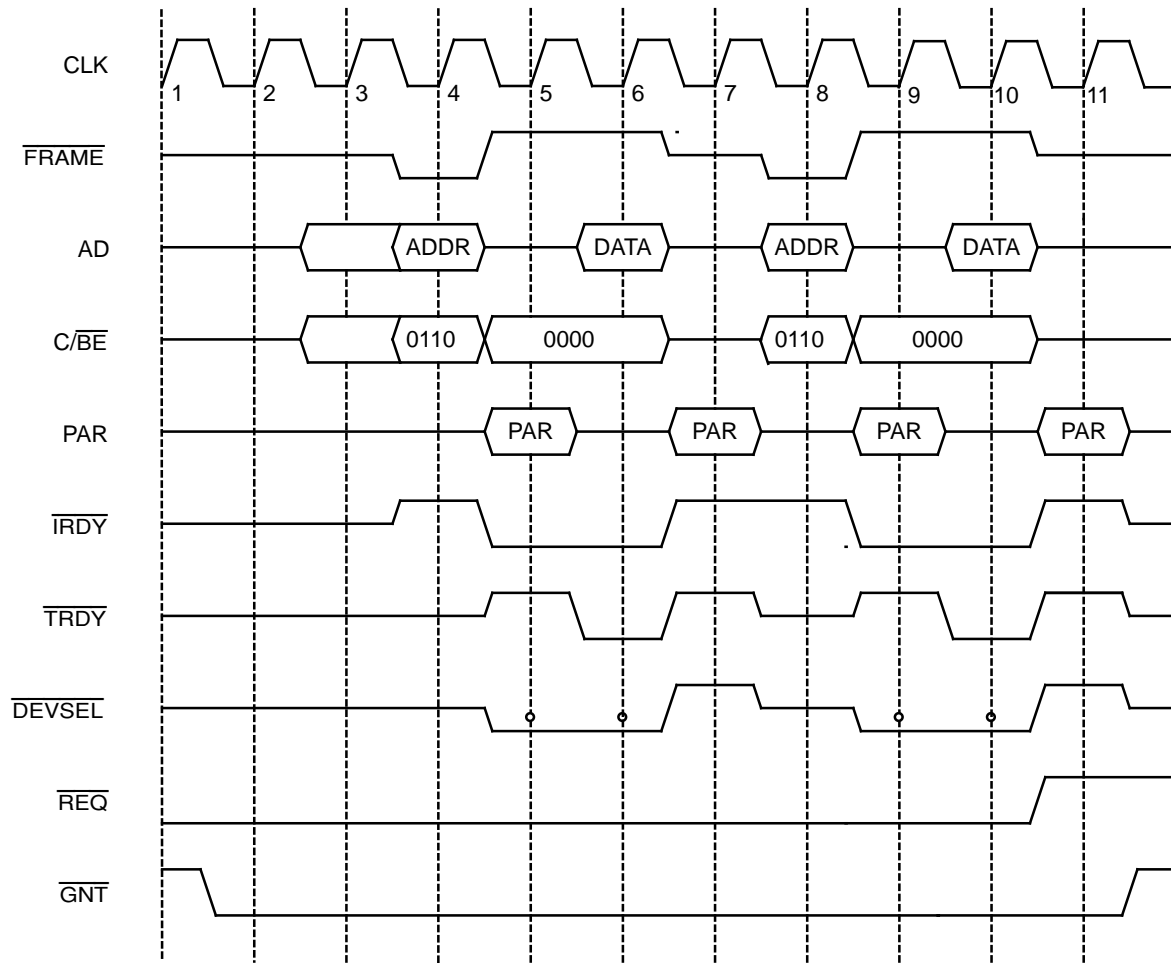 CLK
1 2 3 4 5 6 7 8 9 10 11
FRAME
AD ADDR DATA ADDR DATA
C/BE 0110 0000 0110 0000
PAR PAR PAR PAR PAR
IRDY
TRDY
DEVSEL
REQ
GNT